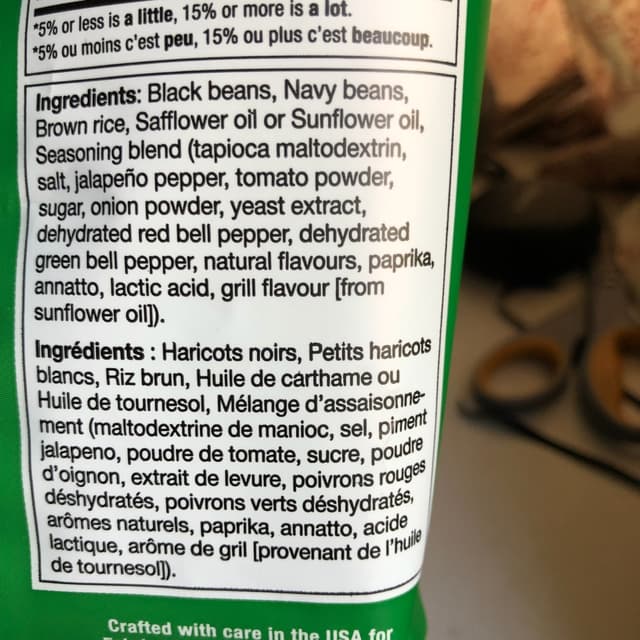 *5% or less is a little, 15% or more is a lot.
*5% ou moins c'est peu, 15% ou plus c'est beaucoup.
Ingredients: Black beans, Navy beans,
Brown rice, Safflower oil or Sunflower oil,
Seasoning blend (tapioca maltodextrin,
salt, jalapeño pepper, tomato powder,
sugar, onion powder, yeast extract,
dehydrated red bell pepper, dehydrated
green bell pepper, natural flavours, paprika,
annatto, lactic acid, grill flavour [from
sunflower oil]).
Ingrédients : Haricots noirs, Petits haricots
blancs, Riz brun, Huile de carthame ou
Huile de tournesol, Mélange d'assaisonne-
ment (maltodextrine de manioc, sel, piment
jalapeno, poudre de tomate, sucre, poudre
d'oignon, extrait de levure, poivrons rouges
déshydratés, poivrons verts déshydratés,
arômes naturels, paprika, annatto, acide
lactique, arôme de gril [provenant de l'huile
de tournesol]).
Crafted with care in the USA for